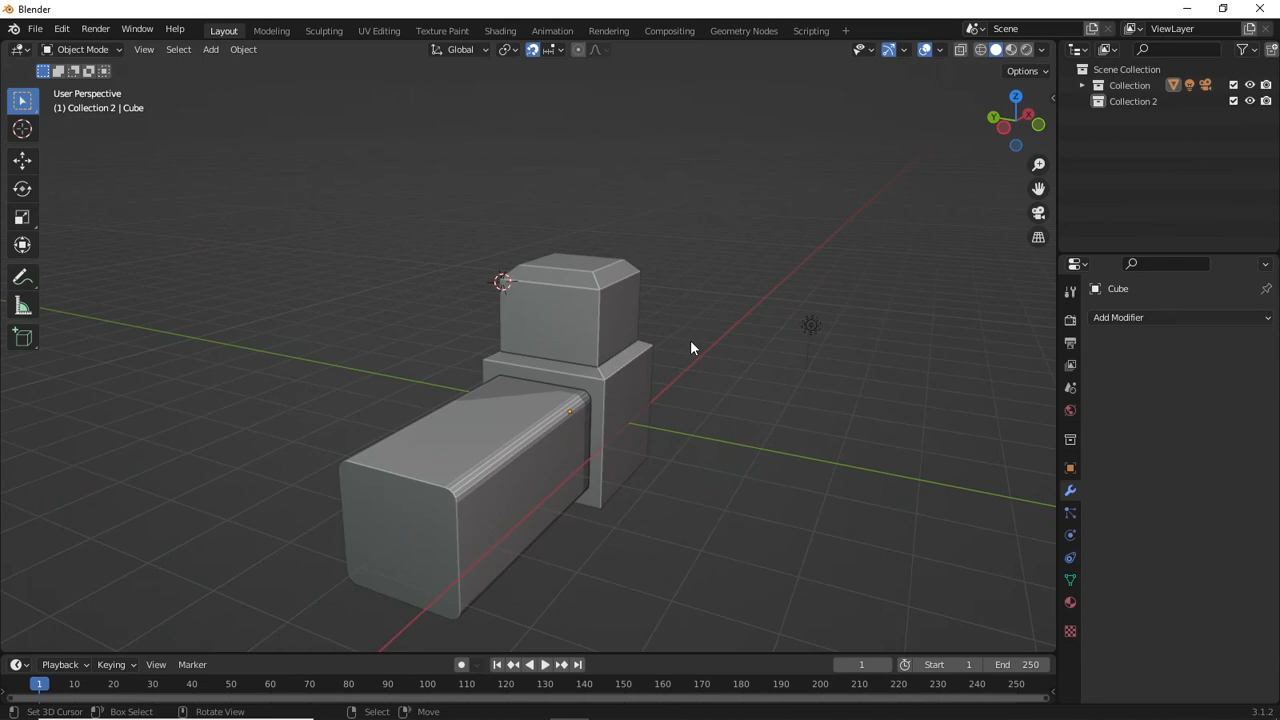 Blender
File Edit Render Window Help Layout Modeling Sculpting UV Editing Texture Paint Shading Animation Rendering Compositing Geometry Nodes Scripting + Scene ViewLayer
Object Mode View Select Add Object Global
Options
User Perspective
(1) Collection 2 | Cube
Z
Y
X
Scene Collection
Collection
Collection 2
Cube
Add Modifier
Playback Keying View Marker 1 Start 1 End 250
1 10 20 30 40 50 60 70 80 90 100 110 120 130 140 150 160 170 180 190 200 210 220 230 240 250
Set 3D Cursor Box Select Rotate View Select Move 3.1.2